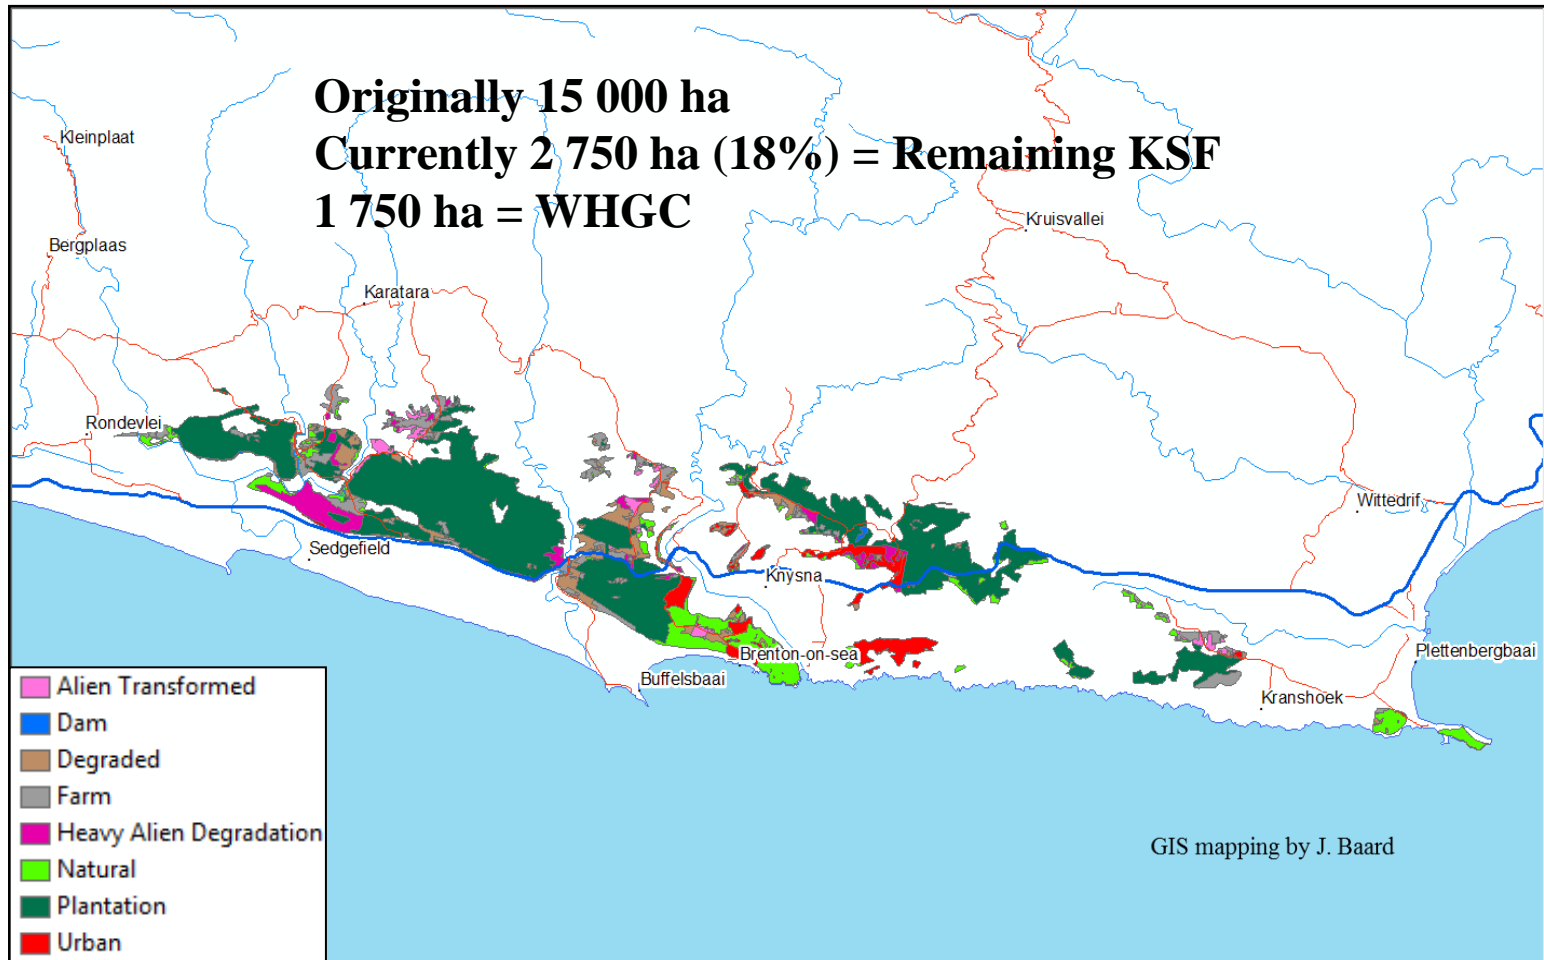 Originally 15 000 ha
Currently 2 750 ha (18%) = Remaining KSF
1 750 ha = WHGC
Kleinplaat
Bergplaas
Kruisvallei
Karatara
Rondevlei
Wittedrif
Sedgefield
Knysna
Brenton-on-sea
Plettenbergbaai
Buffelsbaai
Kranshoek
Alien Transformed
Dam
Degraded
Farm
Heavy Alien Degradation
Natural
Plantation
Urban
GIS mapping by J. Baard